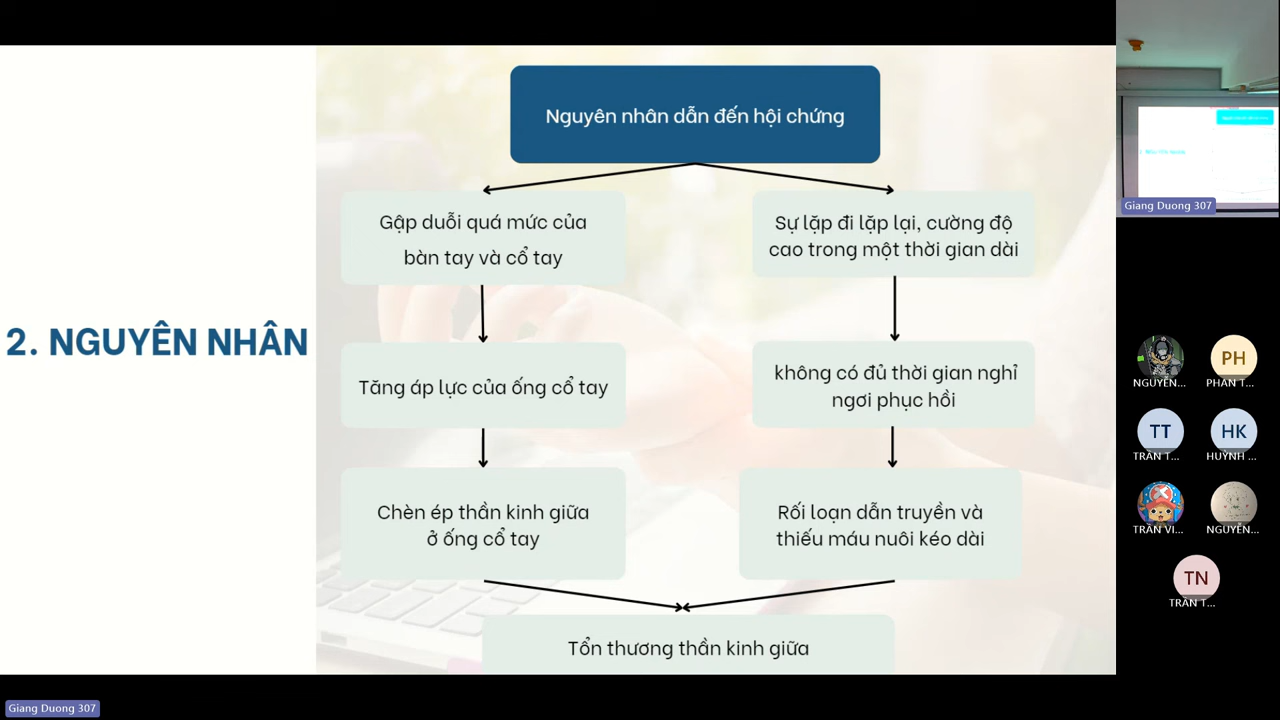 Nguyên nhân dẫn đến hội chứng
Gập duỗi quá mức của
bàn tay và cổ tay
Sự lặp đi lặp lại, cường độ
cao trong một thời gian dài
2. NGUYÊN NHÂN
Tăng áp lực của ống cổ tay
không có đủ thời gian nghỉ
ngơi phục hồi
Chèn ép thần kinh giữa
ở ống cổ tay
Rối loạn dẫn truyền và
thiếu máu nuôi kéo dài
Tổn thương thần kinh giữa
Giang Duong 307
Giang Duong 307
NGUYỄN...
PH
PHAN T...
TT
TRẦN T...
HK
HUỲNH ...
TRẦN VI...
NGUYỄN...
TN
TRẦN T...